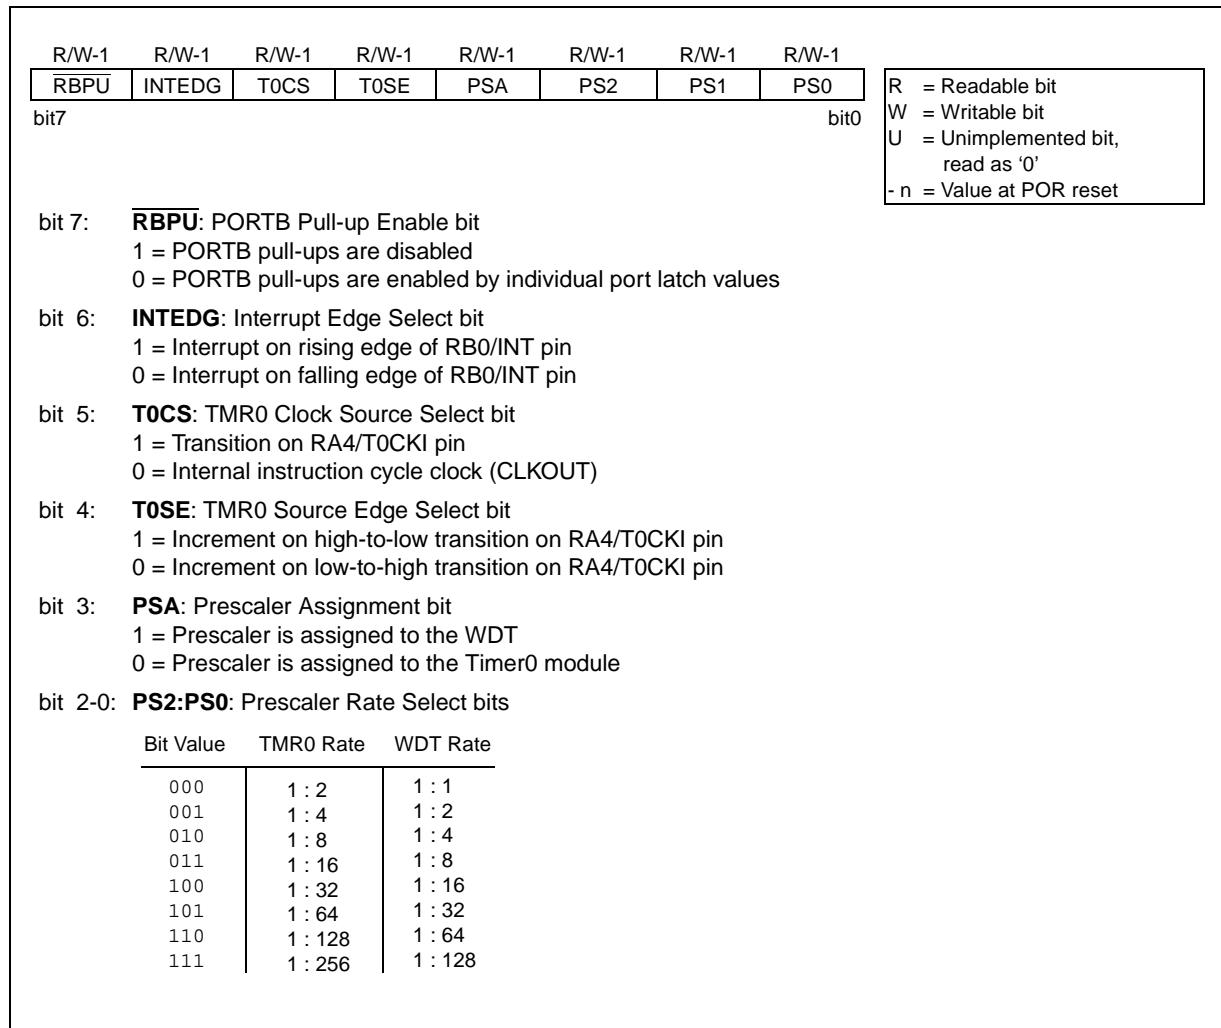 R/W-1 R/W-1 R/W-1 R/W-1 R/W-1 R/W-1 R/W-1 R/W-1
RBPU INTEDG T0CS T0SE PSA PS2 PS1 PS0
bit7 bit0
R = Readable bit
W = Writable bit
U = Unimplemented bit,
read as ‘0’
- n = Value at POR reset
bit 7: RBPU: PORTB Pull-up Enable bit
1 = PORTB pull-ups are disabled
0 = PORTB pull-ups are enabled by individual port latch values
bit 6: INTEDG: Interrupt Edge Select bit
1 = Interrupt on rising edge of RB0/INT pin
0 = Interrupt on falling edge of RB0/INT pin
bit 5: T0CS: TMR0 Clock Source Select bit
1 = Transition on RA4/T0CKI pin
0 = Internal instruction cycle clock (CLKOUT)
bit 4: T0SE: TMR0 Source Edge Select bit
1 = Increment on high-to-low transition on RA4/T0CKI pin
0 = Increment on low-to-high transition on RA4/T0CKI pin
bit 3: PSA: Prescaler Assignment bit
1 = Prescaler is assigned to the WDT
0 = Prescaler is assigned to the Timer0 module
bit 2-0: PS2:PS0: Prescaler Rate Select bits
Bit Value TMR0 Rate WDT Rate
000 1 : 2 1 : 1
001 1 : 4 1 : 2
010 1 : 8 1 : 4
011 1 : 16 1 : 8
100 1 : 32 1 : 16
101 1 : 64 1 : 32
110 1 : 128 1 : 64
111 1 : 256 1 : 128